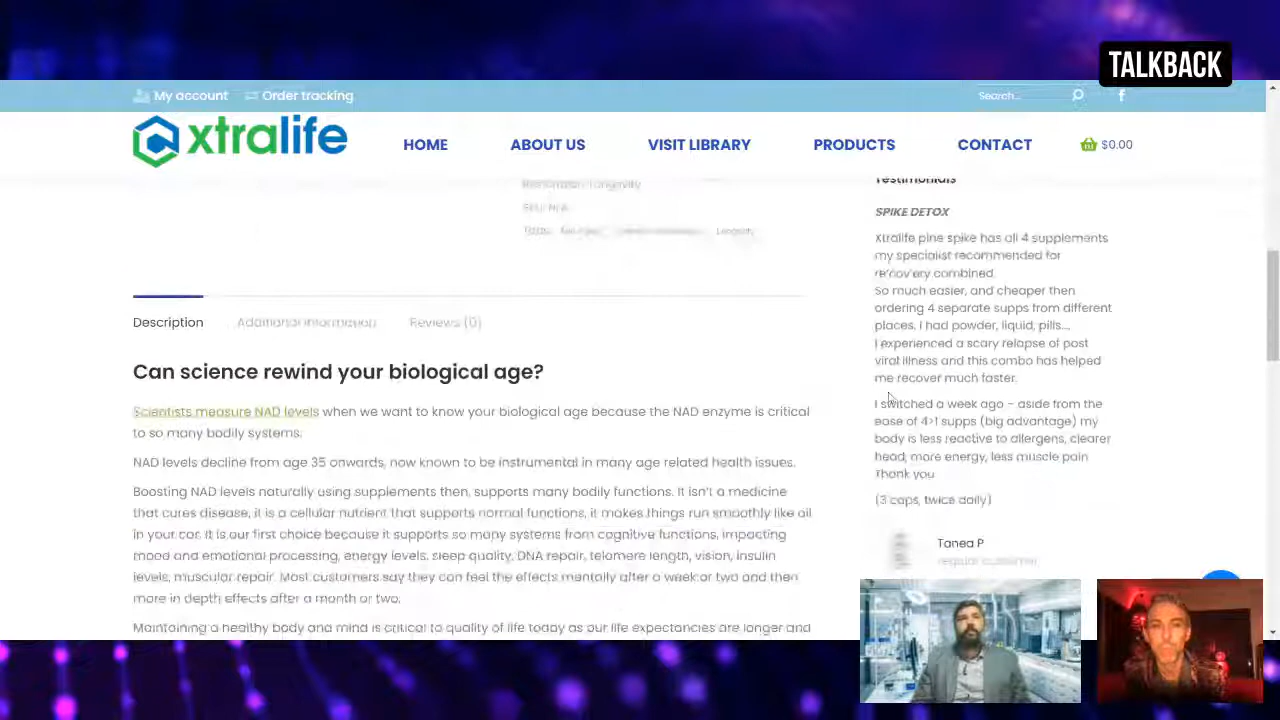 TALKBACK
My account
Order tracking
Search...
f
xtralife
HOME
ABOUT US
VISIT LIBRARY
PRODUCTS
CONTACT
$0.00
Testimonials
SPIKE DETOX
Xtralife pine spike has all 4 supplements
my specialist recommended for
recovery combined.
So much easier, and cheaper then
ordering 4 separate supps from different
places. I had powder, liquid, pills...,
I experienced a scary relapse of post
viral illness and this combo has helped
me recover much faster.
I switched a week ago – aside from the
ease of 4>1 supps (big advantage) my
body is less reactive to allergens, clearer
head, more energy, less muscle pain
Thank you
(3 caps, twice daily)
Tanea P
regular customer
Longevity
Description
Additional information
Reviews (0)
Can science rewind your biological age?
Scientists measure NAD levels when we want to know your biological age because the NAD enzyme is critical
to so many bodily systems.
NAD levels decline from age 35 onwards, now known to be instrumental in many age related health issues.
Boosting NAD levels naturally using supplements then, supports many bodily functions. It isn't a medicine
that cures disease, it is a cellular nutrient that supports normal functions, it makes things run smoothly like oil
in your car. It is our first choice because it supports so many systems from cognitive functions, impacting
mood and emotional processing, energy levels, sleep quality, DNA repair, telomere length, vision, insulin
levels, muscular repair. Most customers say they can feel the effects mentally after a week or two and then
more in depth effects after a month or two.
Maintaining a healthy body and mind is critical to quality of life today as our life expectancies are longer and